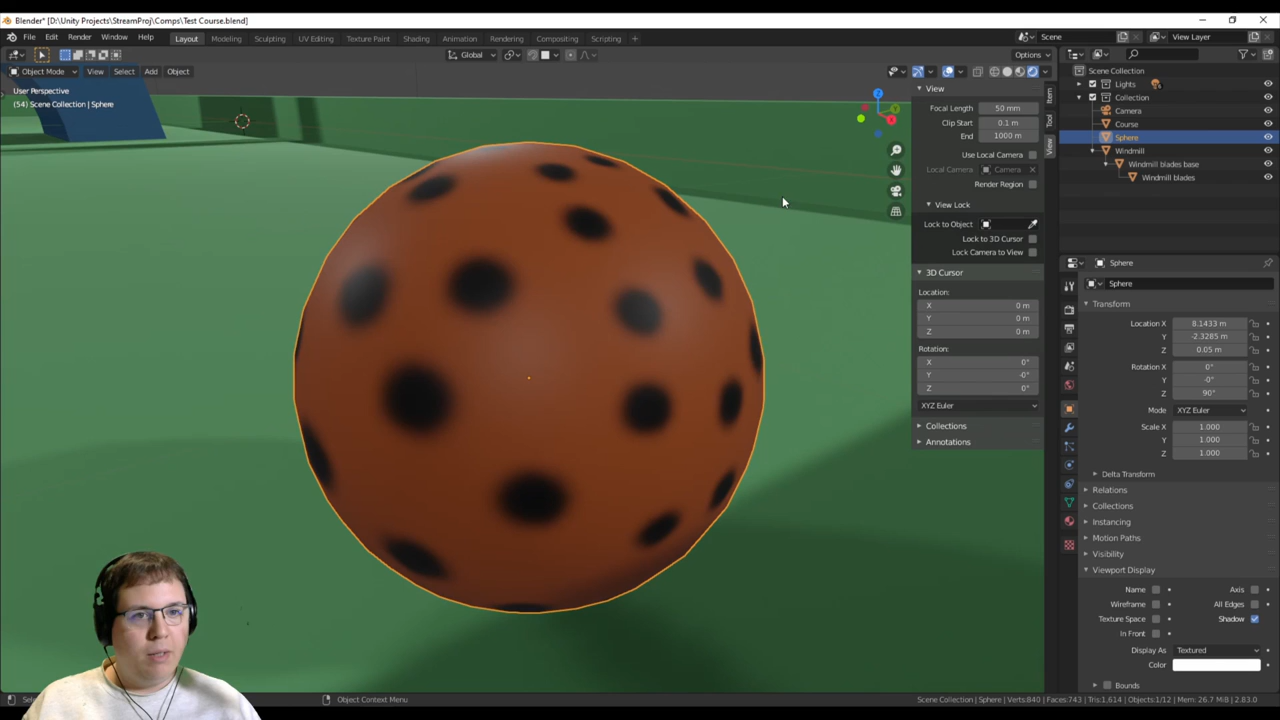 Blender* [D:\Unity Projects\StreamProj\Comps\Test Course.blend]
File Edit Render Window Help Layout Modeling Sculpting UV Editing Texture Paint Shading Animation Rendering Compositing Scripting + Scene View Layer
Global Options
Object Mode View Select Add Object
User Perspective
(54) Scene Collection | Sphere
Z
X
View
Focal Length 50 mm
Clip Start 0.1 m
End 1000 m
Use Local Camera
Local Camera Camera
Render Region
View Lock
Lock to Object
Lock to 3D Cursor
Lock Camera to View
3D Cursor
Location:
X 0 m
Y 0 m
Z 0 m
Rotation:
X 0°
Y -0°
Z 0°
XYZ Euler
Collections
Annotations
Item
Tool
View
Scene Collection
Lights
Collection
Camera
Course
Sphere
Windmill
Windmill blades base
Windmill blades
Sphere
Sphere
Transform
Location X 8.1433 m
Y -2.3285 m
Z 0.05 m
Rotation X 0°
Y -0°
Z 90°
Mode XYZ Euler
Scale X 1.000
Y 1.000
Z 1.000
Delta Transform
Relations
Collections
Instancing
Motion Paths
Visibility
Viewport Display
Name Axis
Wireframe All Edges
Texture Space Shadow
In Front
Display As Textured
Color
Bounds
Object Context Menu
Scene Collection | Sphere | Verts:840 | Faces:743 | Tris:1,614 | Objects:1/12 | Mem: 26.7 MiB | 2.83.0